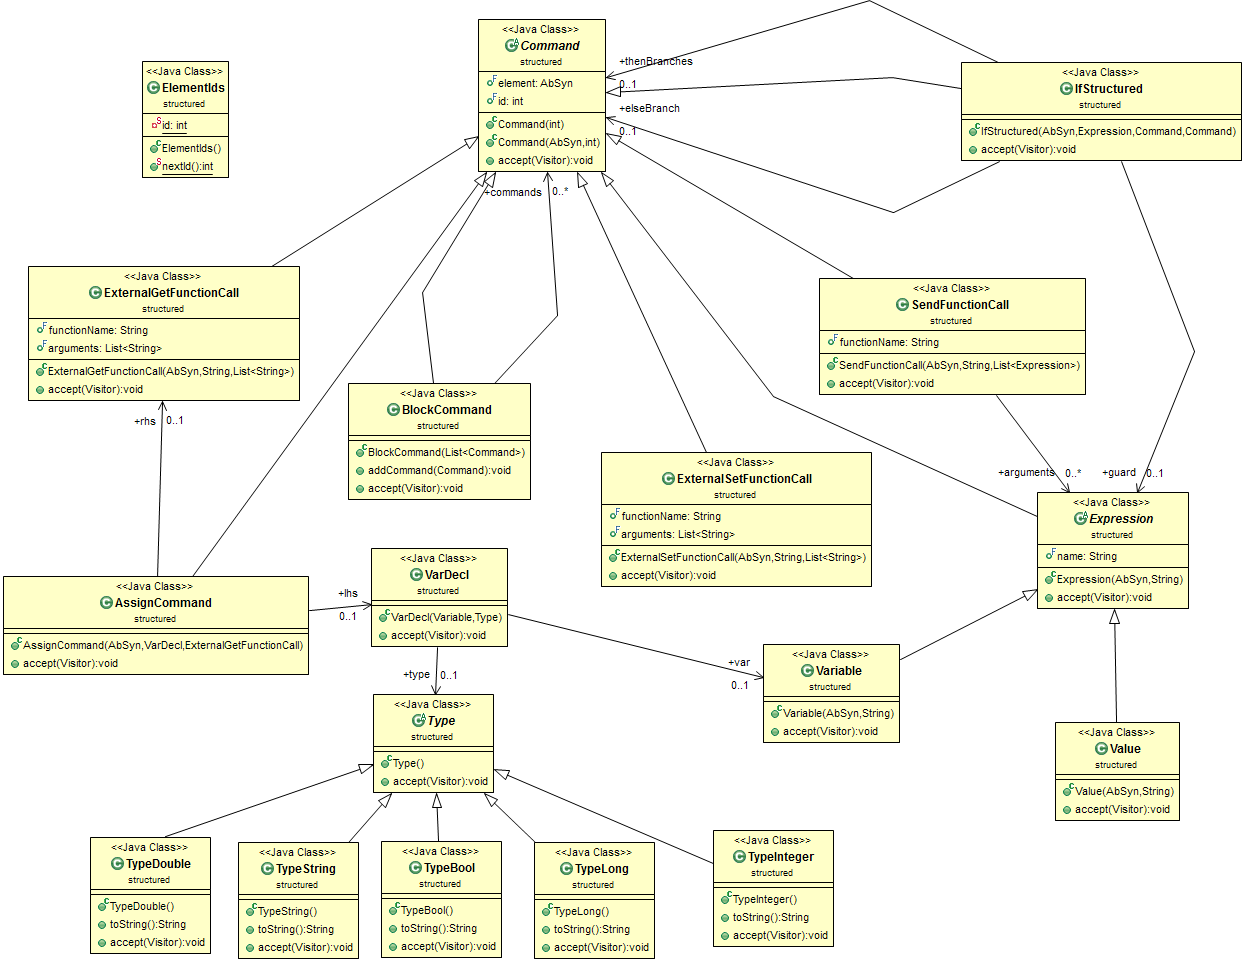 <<Java Class>>
Command
structured
element: AbSyn
id: int
Command(int)
Command(AbSyn,int)
accept(Visitor):void
<<Java Class>>
ElementIds
structured
id: int
ElementIds()
nextId():int
+thenBranches
0..1
+elseBranch
0..1
<<Java Class>>
IfStructured
structured
IfStructured(AbSyn,Expression,Command,Command)
accept(Visitor):void
+commands
0..*
<<Java Class>>
ExternalGetFunctionCall
structured
functionName: String
arguments: List<String>
ExternalGetFunctionCall(AbSyn,String,List<String>)
accept(Visitor):void
<<Java Class>>
SendFunctionCall
structured
functionName: String
SendFunctionCall(AbSyn,String,List<Expression>)
accept(Visitor):void
+rhs
0..1
<<Java Class>>
BlockCommand
structured
BlockCommand(List<Command>)
addCommand(Command):void
accept(Visitor):void
<<Java Class>>
ExternalSetFunctionCall
structured
functionName: String
arguments: List<String>
ExternalSetFunctionCall(AbSyn,String,List<String>)
accept(Visitor):void
+arguments
0..*
+guard
0..1
<<Java Class>>
Expression
structured
name: String
Expression(AbSyn,String)
accept(Visitor):void
<<Java Class>>
AssignCommand
structured
AssignCommand(AbSyn,VarDecl,ExternalGetFunctionCall)
accept(Visitor):void
+lhs
0..1
<<Java Class>>
VarDecl
structured
VarDecl(Variable,Type)
accept(Visitor):void
+var
0..1
<<Java Class>>
Variable
structured
Variable(AbSyn,String)
accept(Visitor):void
+type
0..1
<<Java Class>>
Type
structured
Type()
accept(Visitor):void
<<Java Class>>
Value
structured
Value(AbSyn,String)
accept(Visitor):void
<<Java Class>>
TypeDouble
structured
TypeDouble()
toString():String
accept(Visitor):void
<<Java Class>>
TypeString
structured
TypeString()
toString():String
accept(Visitor):void
<<Java Class>>
TypeBool
structured
TypeBool()
toString():String
accept(Visitor):void
<<Java Class>>
TypeLong
structured
TypeLong()
toString():String
accept(Visitor):void
<<Java Class>>
TypeInteger
structured
TypeInteger()
toString():String
accept(Visitor):void